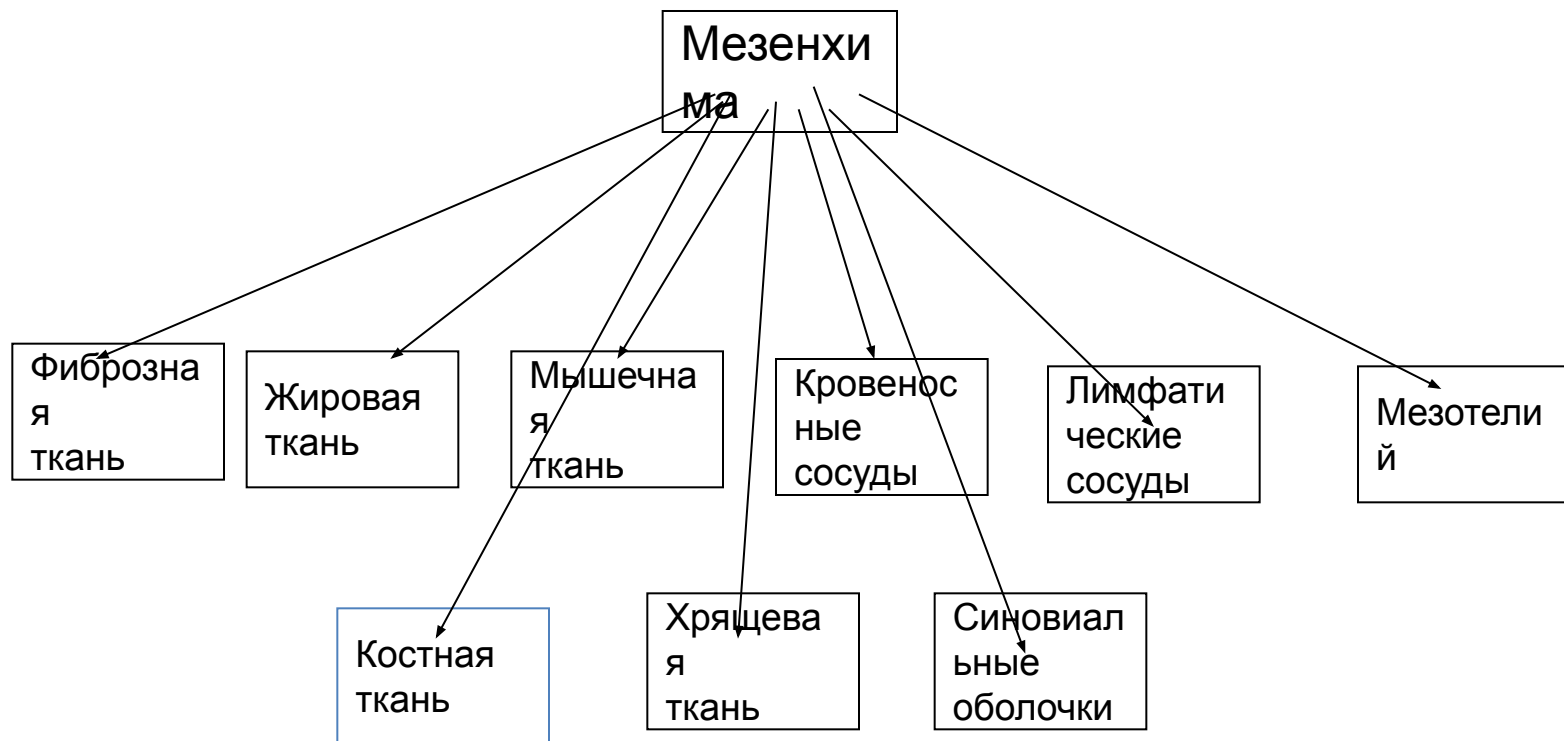 Мезенхи
ма
Фиброзна
я
ткань
Жировая
ткань
Мышечна
я
ткань
Кровенос
ные
сосуды
Лимфати
ческие
сосуды
Мезотели
й
Костная
ткань
Хрящева
я
ткань
Синовиал
ьные
оболочки